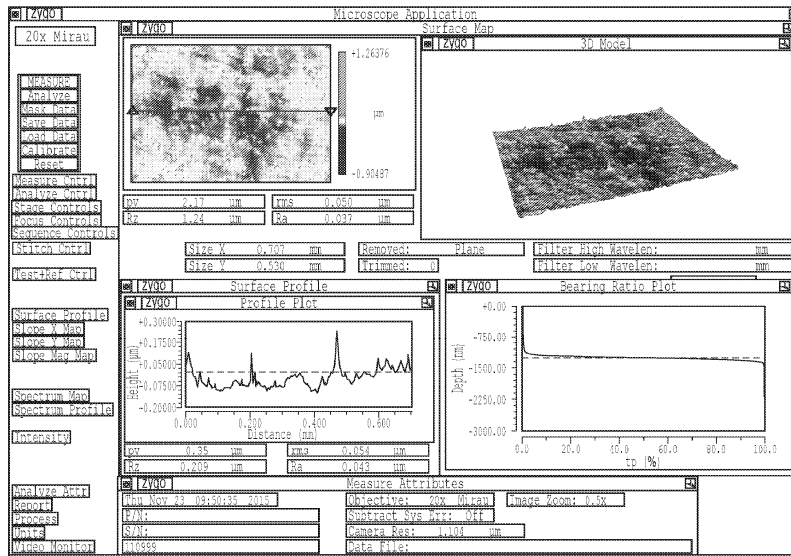 zygo Microscope Application
20x Mirau
zygo Surface Map
zygo 3D Model
MEASURE
Analyze
Mask Data
Save Data
Load Data
Calibrate
Reset
Measure Cntrl
Analyze Cntrl
Stage Controls
Focus Controls
Sequence Controls
Stitch Cntrl
Test+Ref Ctrl
Surface Profile
Slope X Map
Slope Y Map
Slope Mag Map
Spectrum Map
Spectrum Profile
Intensity
Analyze Attr
Report
Process
Units
Video Monitor
+1.26376
μm
-0.90487
pv 2.17 μm rms 0.050 μm
Rz 1.24 μm Ra 0.037 μm
Size X 0.707 mm Removed: Plane Filter High Wavelen: mm
Size Y 0.530 mm Trimmed: 0 Filter Low Wavelen: mm
zygo Surface Profile
zygo Profile Plot
+0.30000
+0.17500
+0.05000
-0.07500
-0.20000
Height (μm)
0.000 0.200 0.400 0.600
Distance (mm)
pv 0.35 μm rms 0.054 μm
Rz 0.209 μm Ra 0.043 μm
zygo Bearing Ratio Plot
+0.00
-750.00
-1500.00
-2250.00
-3000.00
Depth (nm)
0.0 20.0 40.0 60.0 80.0 100.0
tp (%)
zygo Measure Attributes
Thu Nov 23 09:50:35 2015 Objective: 20x Mirau Image Zoom: 0.5x
P/N: Subtract Sys Err: Off
S/N: Camera Res: 1.104 μm
110999 Data File: